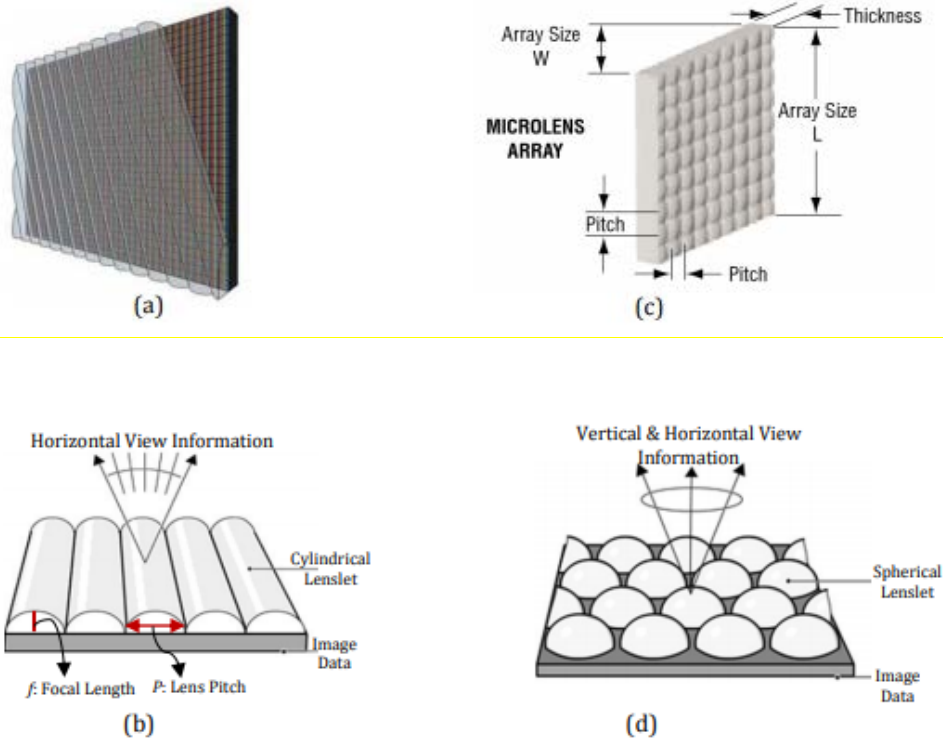 (a)
Array Size
W
Thickness
MICROLENS
ARRAY
Array Size
L
Pitch
Pitch
(c)
Horizontal View Information
Cylindrical
Lenslet
Image
Data
f: Focal Length
P: Lens Pitch
(b)
Vertical & Horizontal View
Information
Spherical
Lenslet
Image
Data
(d)